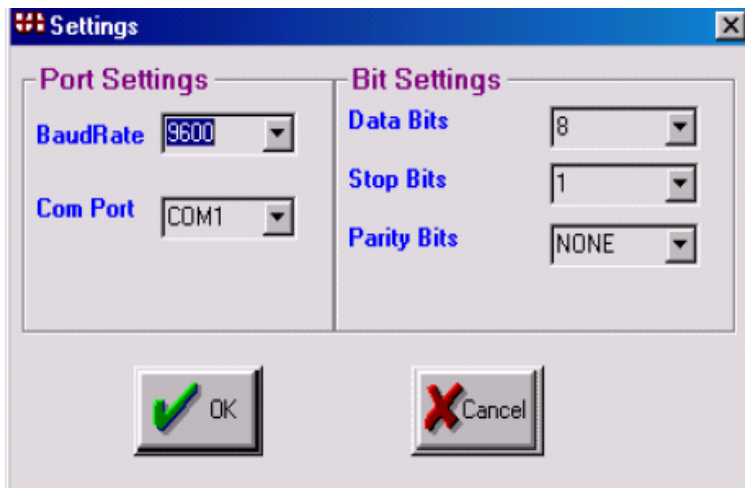 Settings
Port Settings
BaudRate 9600
Com Port COM1
Bit Settings
Data Bits 8
Stop Bits 1
Parity Bits NONE
OK
Cancel